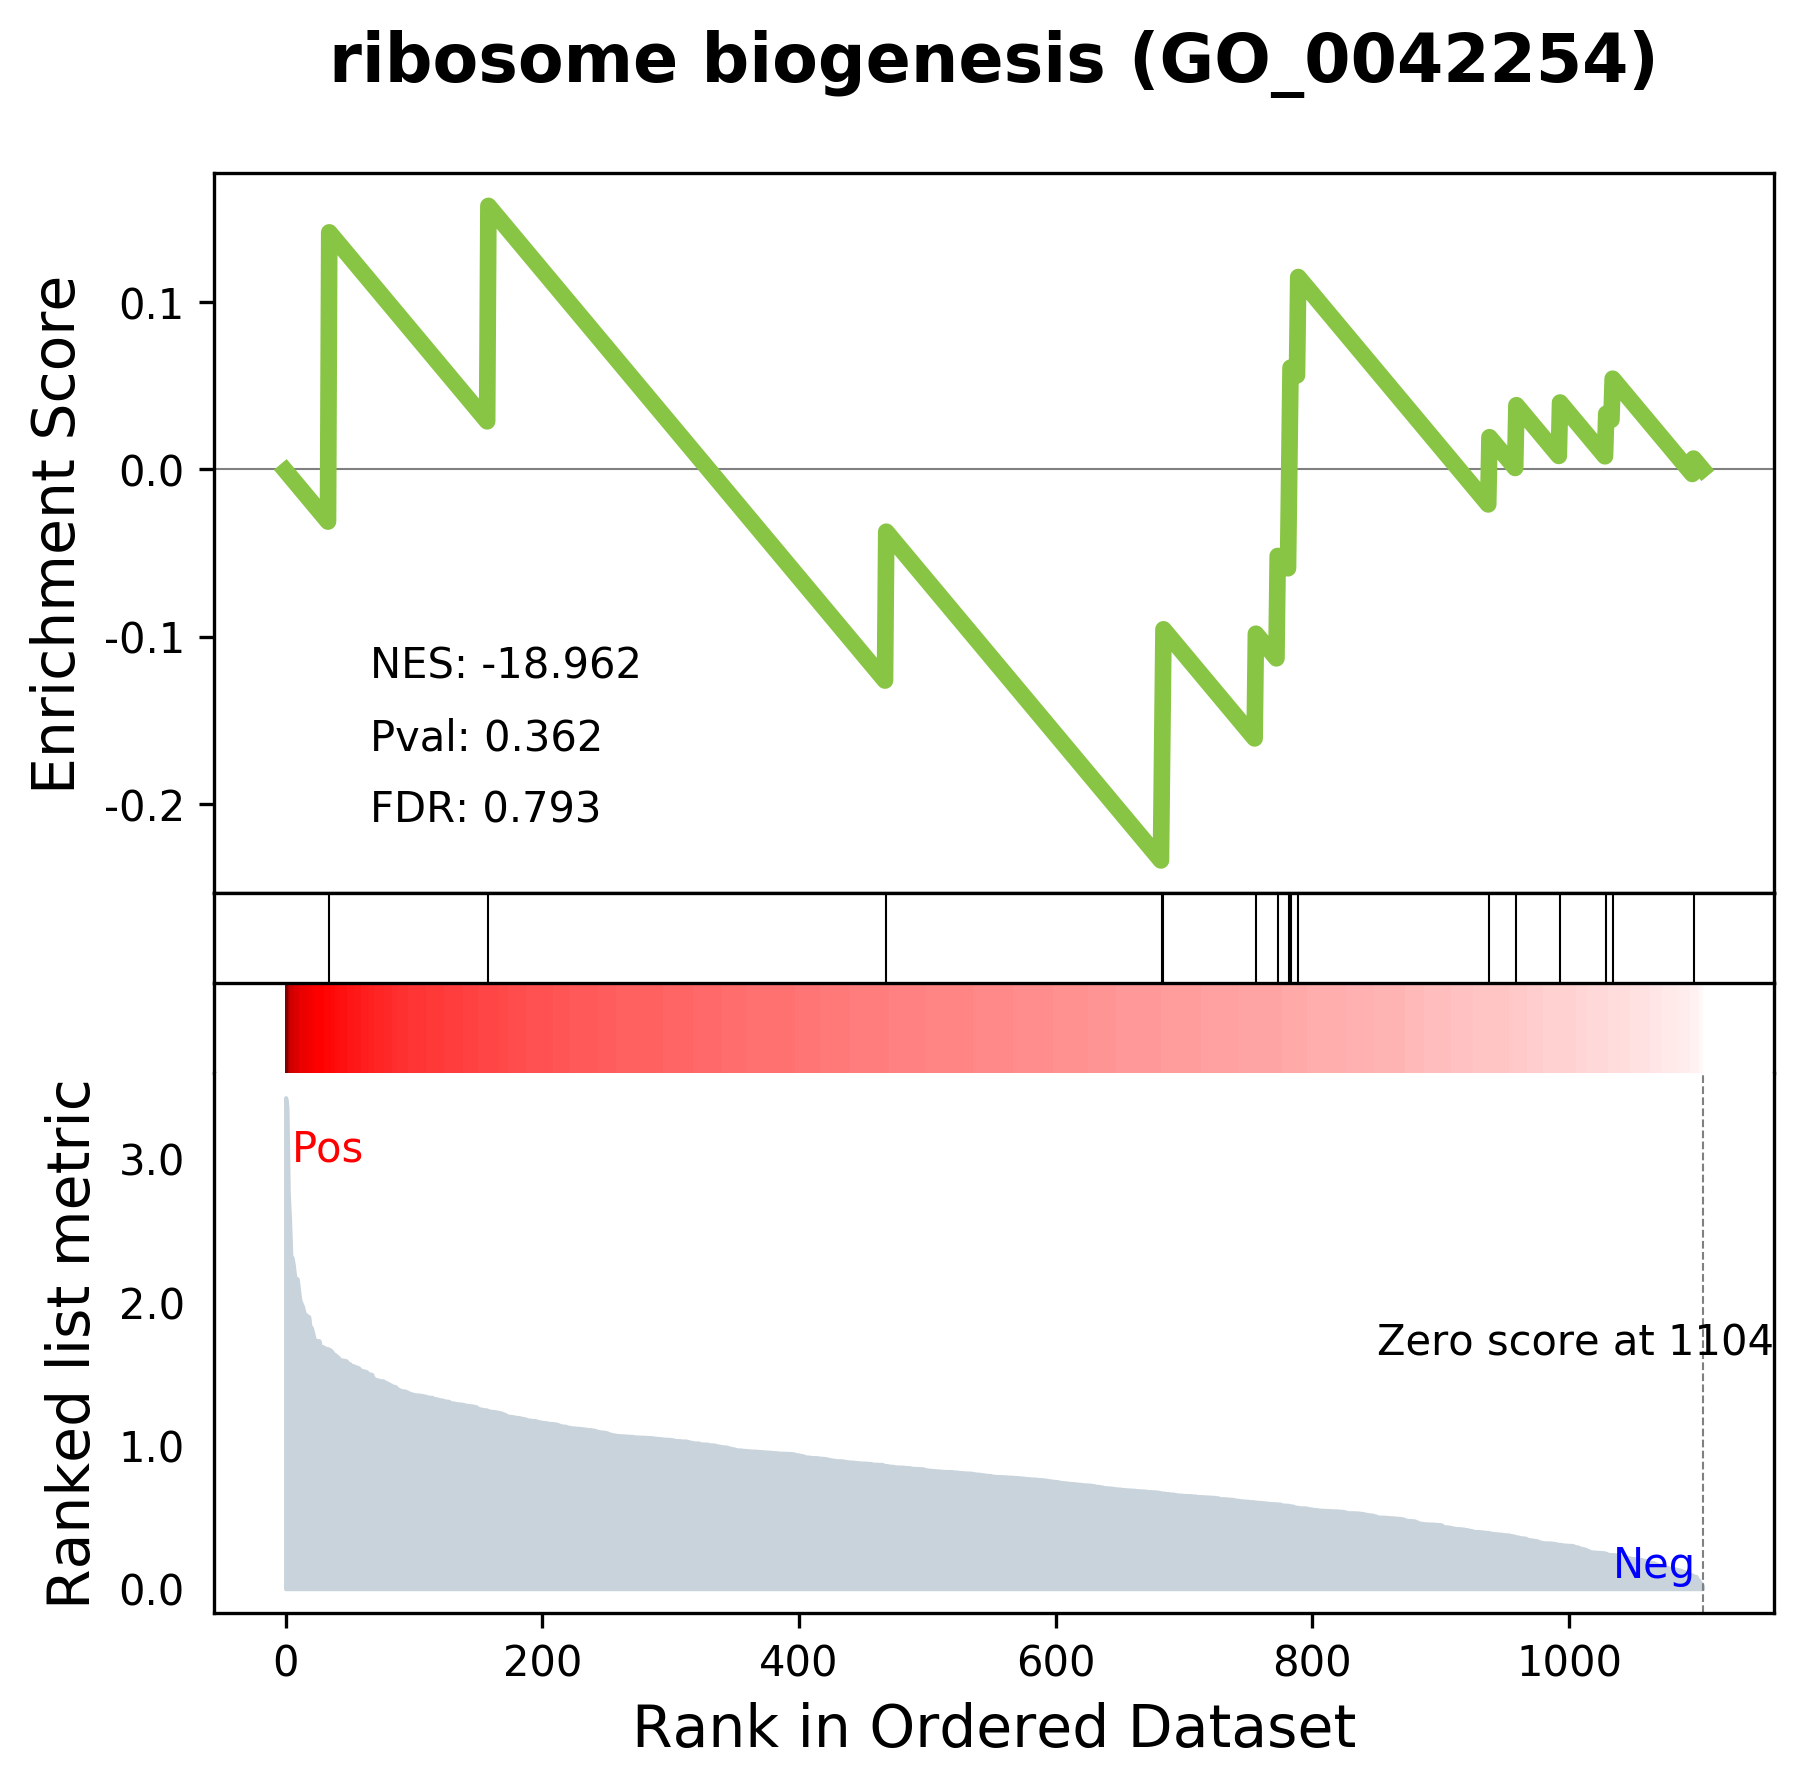 ribosome biogenesis (GO_0042254)
Enrichment Score
0.1
0.0
-0.1
-0.2
NES: -18.962
Pval: 0.362
FDR: 0.793
Ranked list metric
3.0
2.0
1.0
0.0
Pos
Zero score at 1104
Neg
0 200 400 600 800 1000
Rank in Ordered Dataset